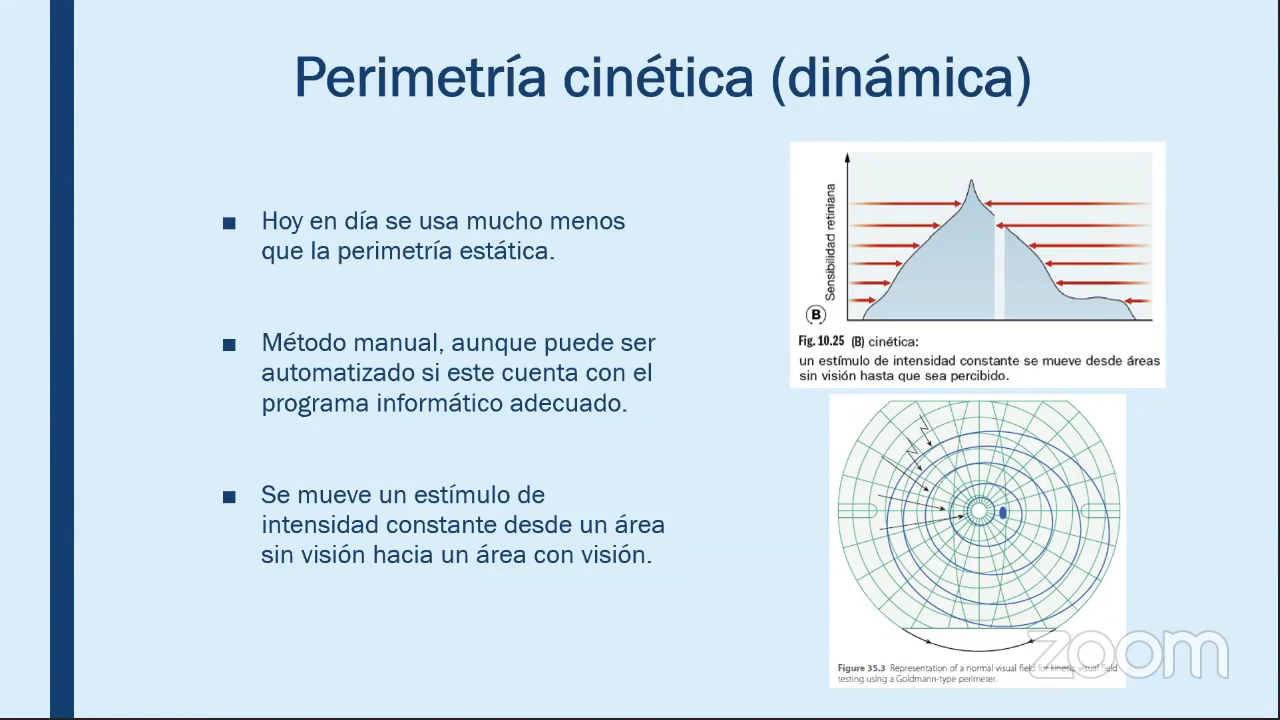 Perimetría cinética (dinámica)
■ Hoy en día se usa mucho menos
que la perimetría estática.
■ Método manual, aunque puede ser
automatizado si este cuenta con el
programa informático adecuado.
■ Se mueve un estímulo de
intensidad constante desde un área
sin visión hacia un área con visión.
Sensibilidad retiniana
B
Fig. 10.25 (B) cinética:
un estímulo de intensidad constante se mueve desde áreas
sin visión hasta que sea percibido.
Figure 35.3 Representation of a normal visual field for kinetic visual field
testing using a Goldmann-type perimeter.
zoom